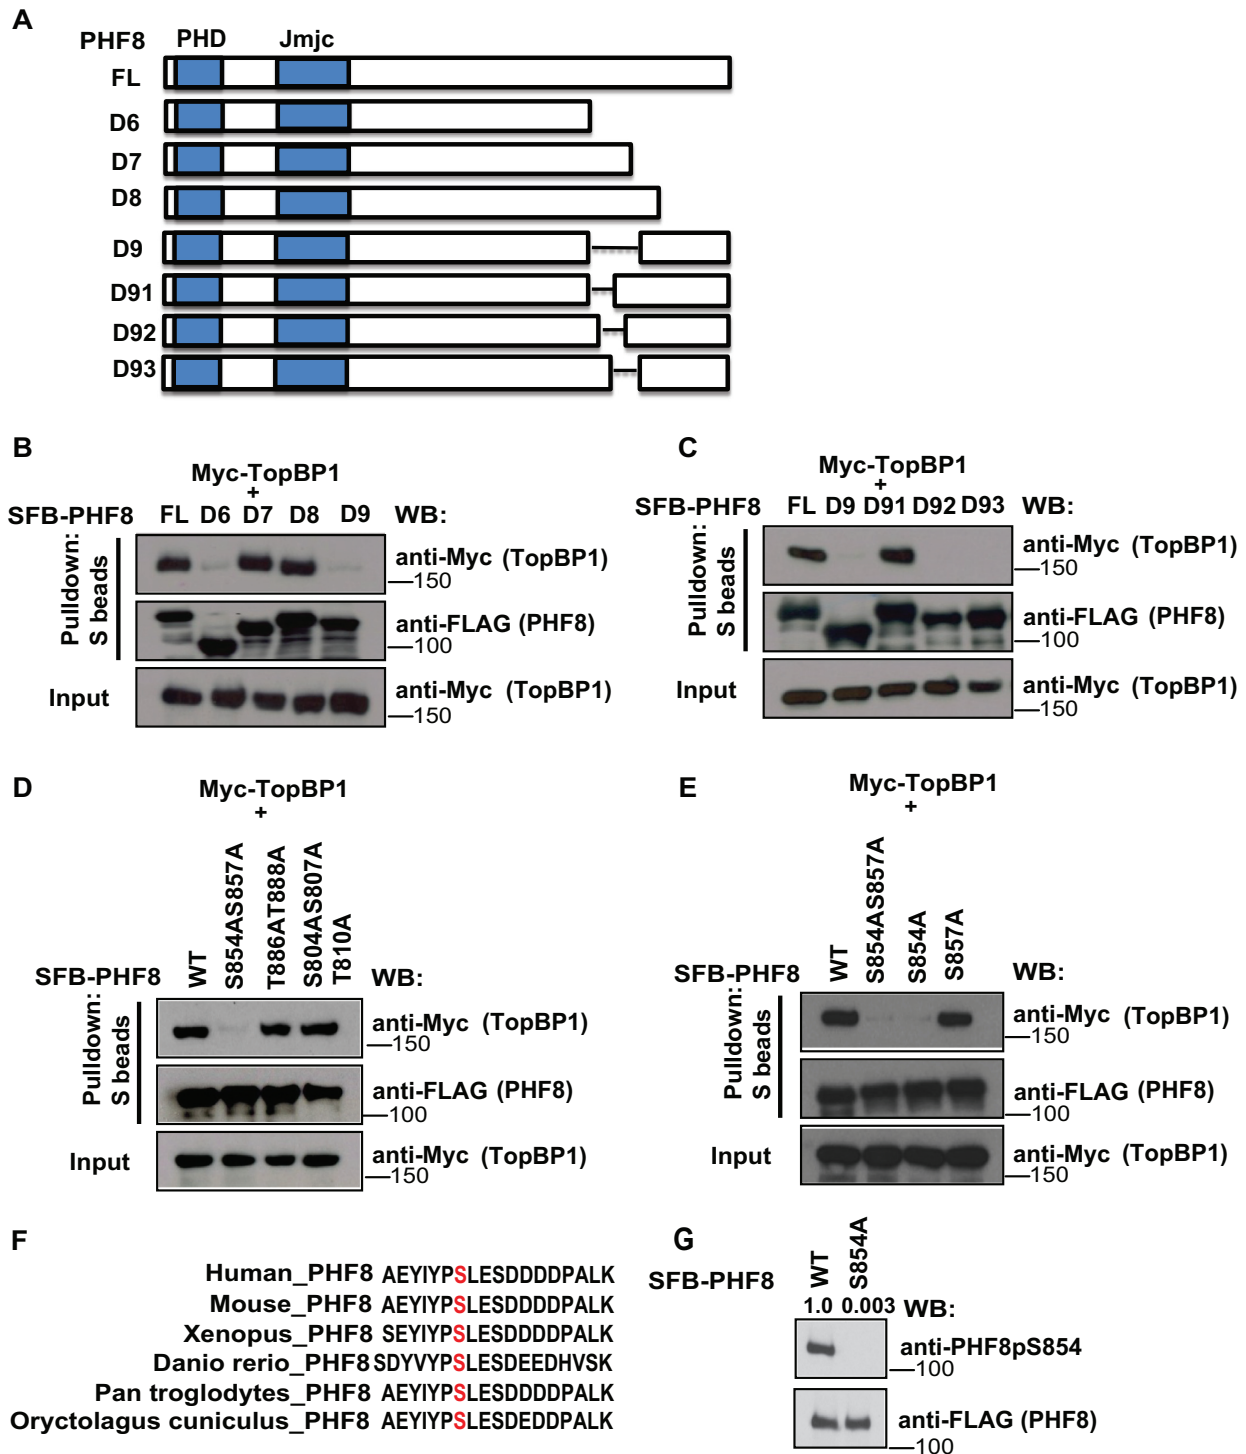 A
PHF8 PHD Jmjc
FL
D6
D7
D8
D9
D91
D92
D93
B
Myc-TopBP1
+
SFB-PHF8 FL D6 D7 D8 D9 WB:
Pulldown:
S beads
anti-Myc (TopBP1)
150
anti-FLAG (PHF8)
100
Input anti-Myc (TopBP1)
150
C
Myc-TopBP1
+
SFB-PHF8 FL D9 D91 D92 D93 WB:
Pulldown:
S beads
anti-Myc (TopBP1)
150
anti-FLAG (PHF8)
100
Input anti-Myc (TopBP1)
150
D
Myc-TopBP1
+
SFB-PHF8
WT
S854AS857A
T886AT888A
S804AS807A
T810A
WB:
Pulldown:
S beads
anti-Myc (TopBP1)
150
anti-FLAG (PHF8)
100
Input anti-Myc (TopBP1)
150
E
Myc-TopBP1
+
SFB-PHF8
WT
S854AS857A
S854A
S857A
WB:
Pulldown:
S beads
anti-Myc (TopBP1)
150
anti-FLAG (PHF8)
100
Input anti-Myc (TopBP1)
150
F
Human_PHF8 AEYIYPSLESDDDDPALK
Mouse_PHF8 AEYIYPSLESDDDDPALK
Xenopus_PHF8 SEYIYPSLESDDDDPALK
Danio rerio_PHF8 SDYVYPSLESDEEDHVSK
Pan troglodytes_PHF8 AEYIYPSLESDDDDPALK
Oryctolagus cuniculus_PHF8 AEYIYPSLESDEDDPALK
G
SFB-PHF8
WT
S854A
1.0 0.003 WB:
anti-PHF8pS854
100
anti-FLAG (PHF8)
100